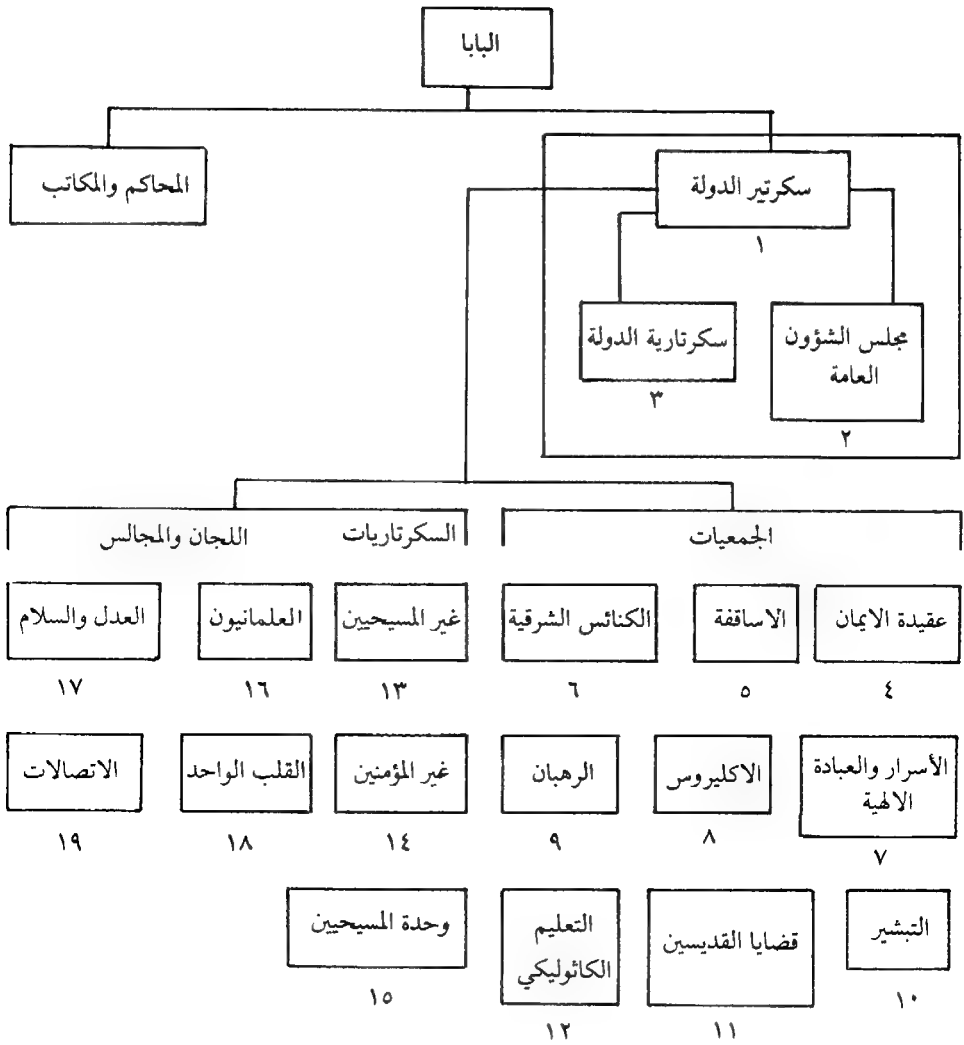 البابا
سكرتير الدولة
١
المحاكم والمكاتب
مجلس الشؤون
العامة
٢
سكرتارية الدولة
٣
الجمعيات
السكرتاريات
اللجان والمجالس
عقيدة الايمان
٤
الاساقفة
٥
الكنائس الشرقية
٦
غير المسيحيين
١٣
العلمانيون
١٦
العدل والسلام
١٧
الأسرار والعبادة
الالهية
٧
الاكليروس
٨
الرهبان
٩
غير المؤمنين
١٤
القلب الواحد
١٨
الاتصالات
١٩
التبشير
١٠
قضايا القديسين
١١
التعليم
الكاثوليكي
١٢
وحدة المسيحيين
١٥